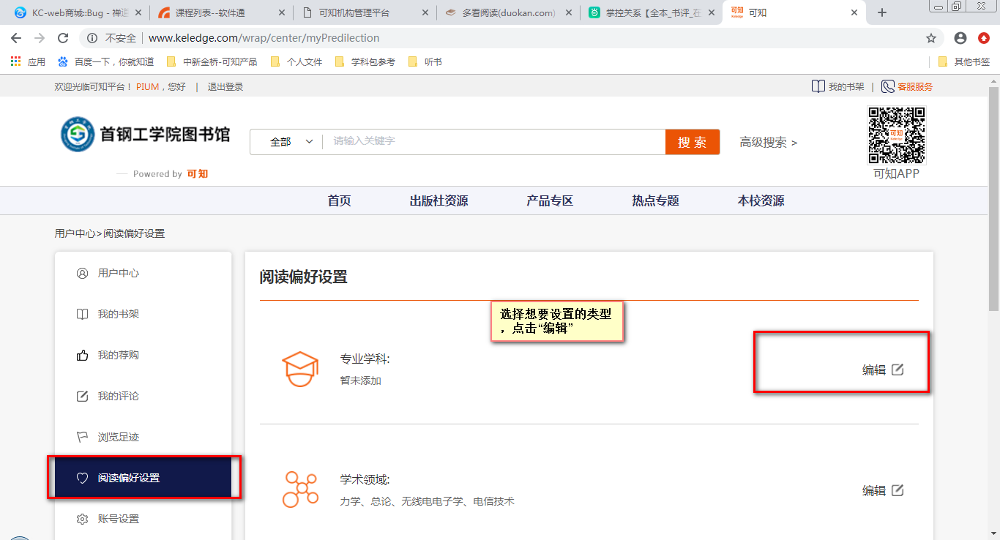 KC-web商城::Bug - 禅道
课程列表--软件通
可知机构管理平台
多看阅读(duokan.com)
掌控关系【全本_书评_在
可知
不安全 www.keledge.com/wrap/center/myPredilection
应用 百度一下，你就知道 中新金桥-可知产品 个人文件 学科包参考 听书 其他书签
欢迎光临可知平台！ PIUM，您好 | 退出登录 我的书架 | 客服服务
首钢工学院图书馆
Powered by 可知
全部 请输入关键字 搜 索 高级搜索 >
可知
可知APP
首页 出版社资源 产品专区 热点专题 本校资源
用户中心>阅读偏好设置
用户中心
我的书架
我的荐购
我的评论
浏览足迹
阅读偏好设置
账号设置
阅读偏好设置
选择想要设置的类型
，点击“编辑”
专业学科:
暂未添加
编辑
学术领域:
力学、总论、无线电电子学、电信技术
编辑